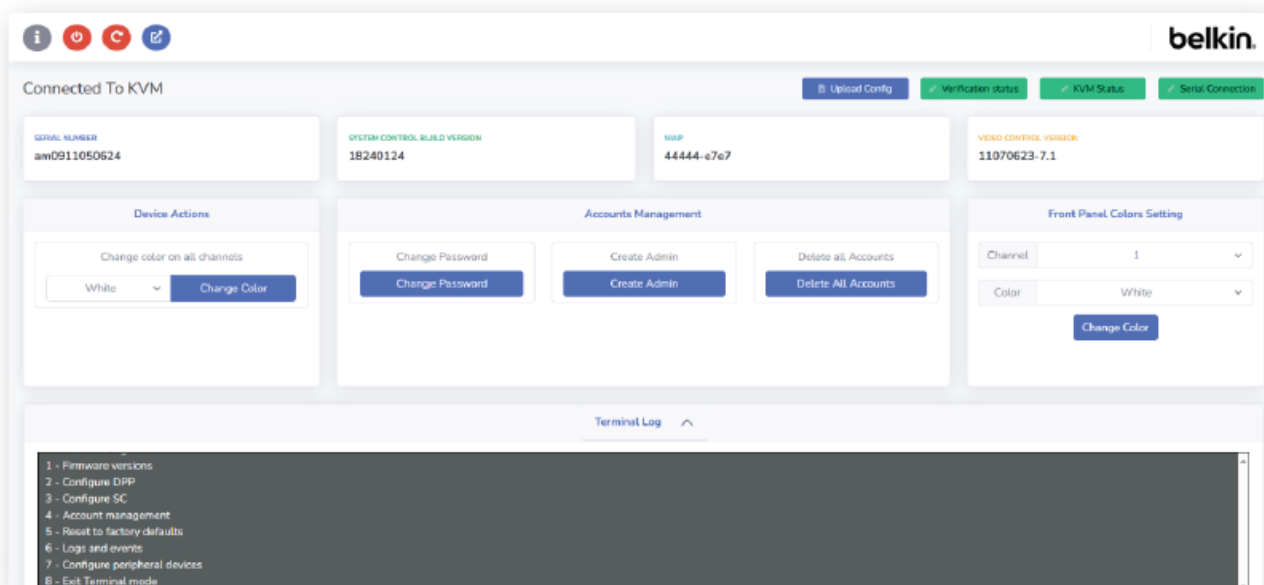 belkin.
Connected To KVM
Upload Config
Verification status
KVM Status
Serial Connection
SERIAL NUMBER
am0911050624
SYSTEM CONTROL BUILD VERSION
18240124
NIAP
44444-e7e7
VIDEO CONTROL VERSION
11070623-7.1
Device Actions
Change color on all channels
White
Change Color
Accounts Management
Change Password
Change Password
Create Admin
Create Admin
Delete all Accounts
Delete All Accounts
Front Panel Colors Setting
Channel 1
Color White
Change Color
Terminal Log
1 - Firmware versions
2 - Configure DPP
3 - Configure SC
4 - Account management
5 - Reset to factory defaults
6 - Logs and events
7 - Configure peripheral devices
8 - Exit Terminal mode